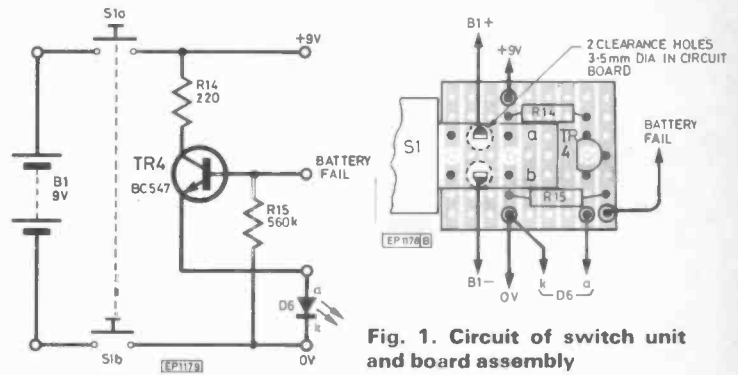 S1a
+9V
R14
220
TR4
BC547
BATTERY
FAIL
B1
9V
R15
560k
a
D6
k
S1b
0V
EP1179
B1+
+9V
2 CLEARANCE HOLES
3·5mm DIA IN CIRCUIT
BOARD
BATTERY
FAIL
S1
R14
a
TR
4
b
R15
EP1178 B
B1-
0V
k
D6
a
Fig. 1. Circuit of switch unit
and board assembly